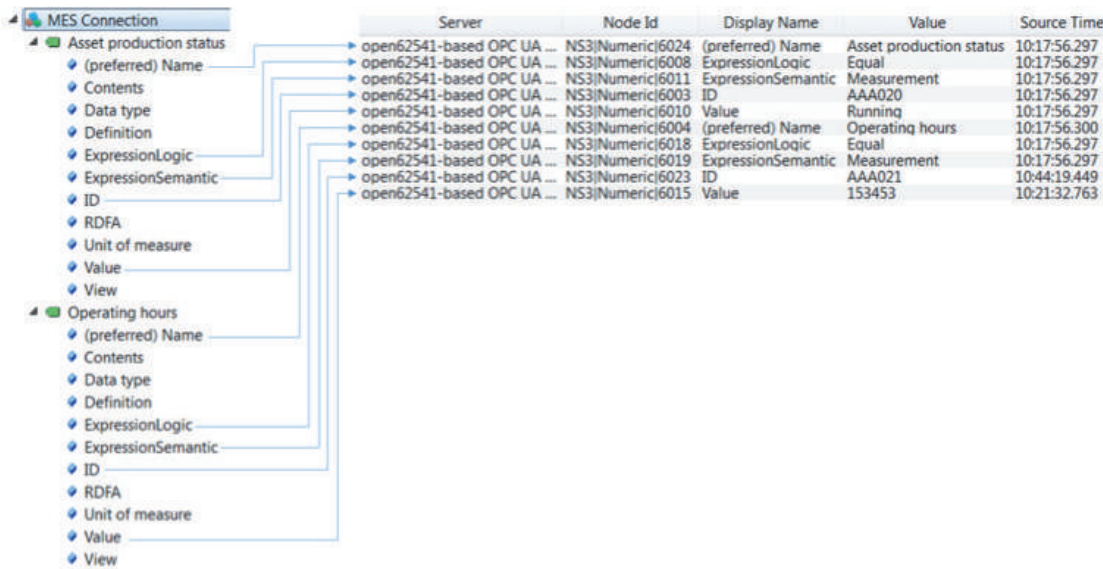 MES Connection
Asset production status
(preferred) Name
Contents
Data type
Definition
ExpressionLogic
ExpressionSemantic
ID
RDFA
Unit of measure
Value
View
Operating hours
(preferred) Name
Contents
Data type
Definition
ExpressionLogic
ExpressionSemantic
ID
RDFA
Unit of measure
Value
View
Server Node Id Display Name Value Source Time
open62541-based OPC UA ... NS3|Numeric|6024 (preferred) Name Asset production status 10:17:56.297
open62541-based OPC UA ... NS3|Numeric|6008 ExpressionLogic Equal 10:17:56.297
open62541-based OPC UA ... NS3|Numeric|6011 ExpressionSemantic Measurement 10:17:56.297
open62541-based OPC UA ... NS3|Numeric|6003 ID AAA020 10:17:56.297
open62541-based OPC UA ... NS3|Numeric|6010 Value Running 10:17:56.297
open62541-based OPC UA ... NS3|Numeric|6004 (preferred) Name Operating hours 10:17:56.300
open62541-based OPC UA ... NS3|Numeric|6018 ExpressionLogic Equal 10:17:56.297
open62541-based OPC UA ... NS3|Numeric|6019 ExpressionSemantic Measurement 10:17:56.297
open62541-based OPC UA ... NS3|Numeric|6023 ID AAA021 10:44:19.449
open62541-based OPC UA ... NS3|Numeric|6015 Value 153453 10:21:32.763